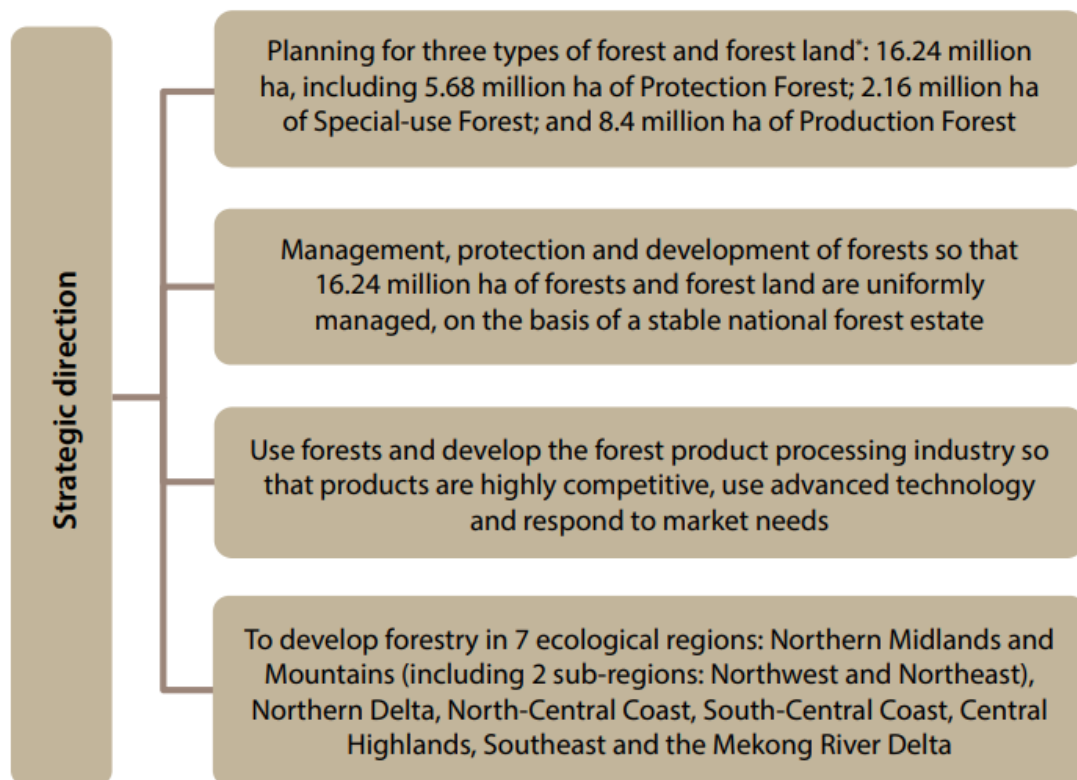 Strategic direction
Planning for three types of forest and forest land*: 16.24 million
ha, including 5.68 million ha of Protection Forest; 2.16 million ha
of Special-use Forest; and 8.4 million ha of Production Forest
Management, protection and development of forests so that
16.24 million ha of forests and forest land are uniformly
managed, on the basis of a stable national forest estate
Use forests and develop the forest product processing industry so
that products are highly competitive, use advanced technology
and respond to market needs
To develop forestry in 7 ecological regions: Northern Midlands and
Mountains (including 2 sub-regions: Northwest and Northeast),
Northern Delta, North-Central Coast, South-Central Coast, Central
Highlands, Southeast and the Mekong River Delta